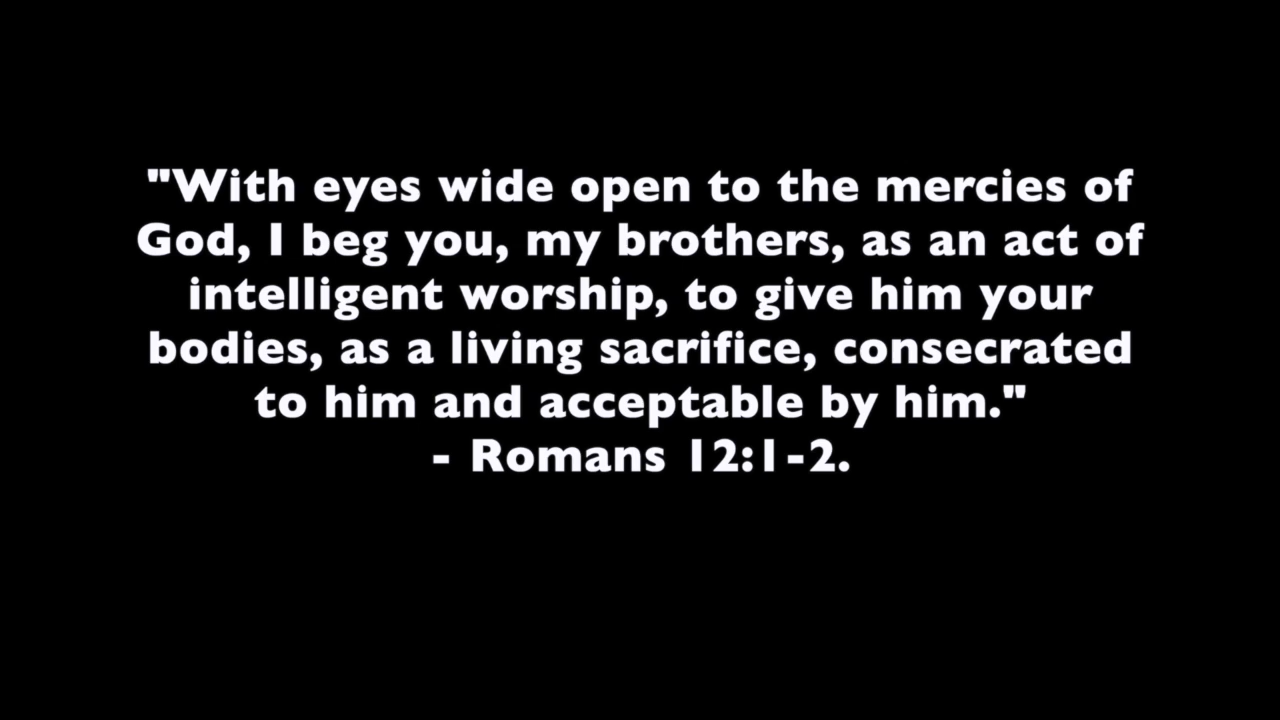 "With eyes wide open to the mercies of
God, I beg you, my brothers, as an act of
intelligent worship, to give him your
bodies, as a living sacrifice, consecrated
to him and acceptable by him."
- Romans 12:1-2.